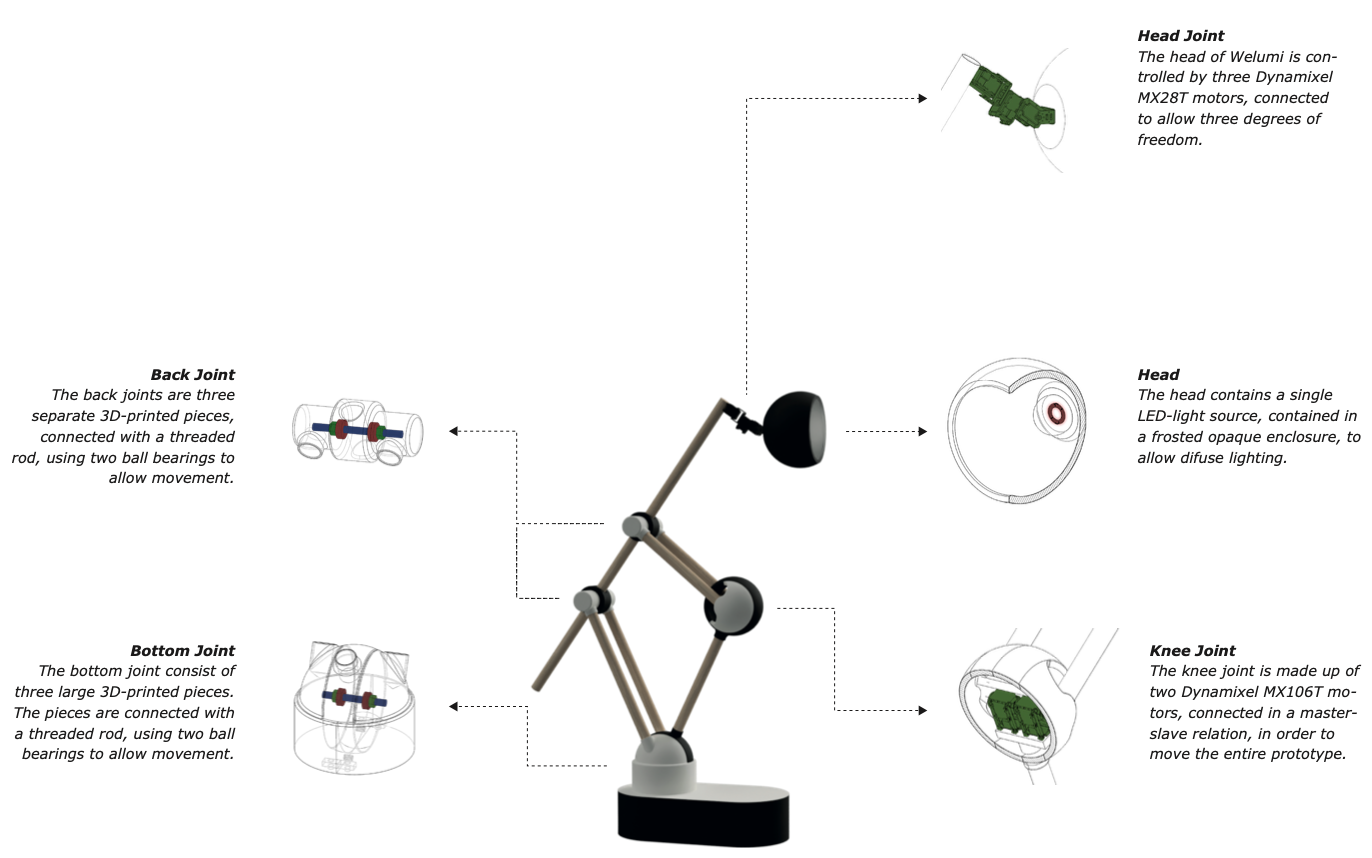 Head Joint
The head of Welumi is con-
trolled by three Dynamixel
MX28T motors, connected
to allow three degrees of
freedom.
Back Joint
The back joints are three
separate 3D-printed pieces,
connected with a threaded
rod, using two ball bearings to
allow movement.
Head
The head contains a single
LED-light source, contained in
a frosted opaque enclosure, to
allow difuse lighting.
Bottom Joint
The bottom joint consist of
three large 3D-printed pieces.
The pieces are connected with
a threaded rod, using two ball
bearings to allow movement.
Knee Joint
The knee joint is made up of
two Dynamixel MX106T mo-
tors, connected in a master-
slave relation, in order to
move the entire prototype.